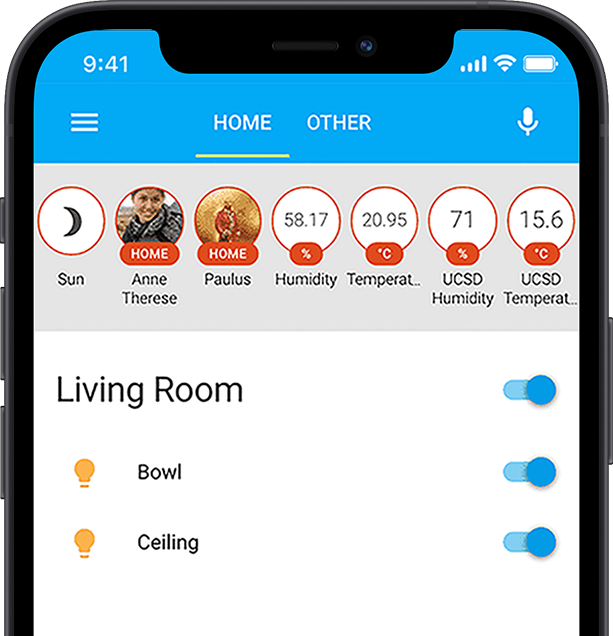 9:41
HOME OTHER
58.17 20.95 71 15.6
HOME HOME % °C % °C
Sun Anne Paulus Humidity Temperat... UCSD UCSD
Therese Humidity Temperat...
Living Room
Bowl
Ceiling